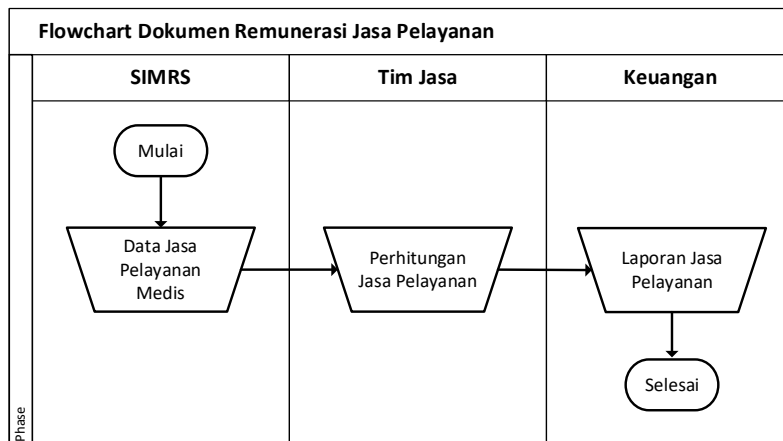 Flowchart Dokumen Remunerasi Jasa Pelayanan
SIMRS
Tim Jasa
Keuangan
Mulai
Data Jasa
Pelayanan
Medis
Perhitungan
Jasa Pelayanan
Laporan Jasa
Pelayanan
Selesai
Phase